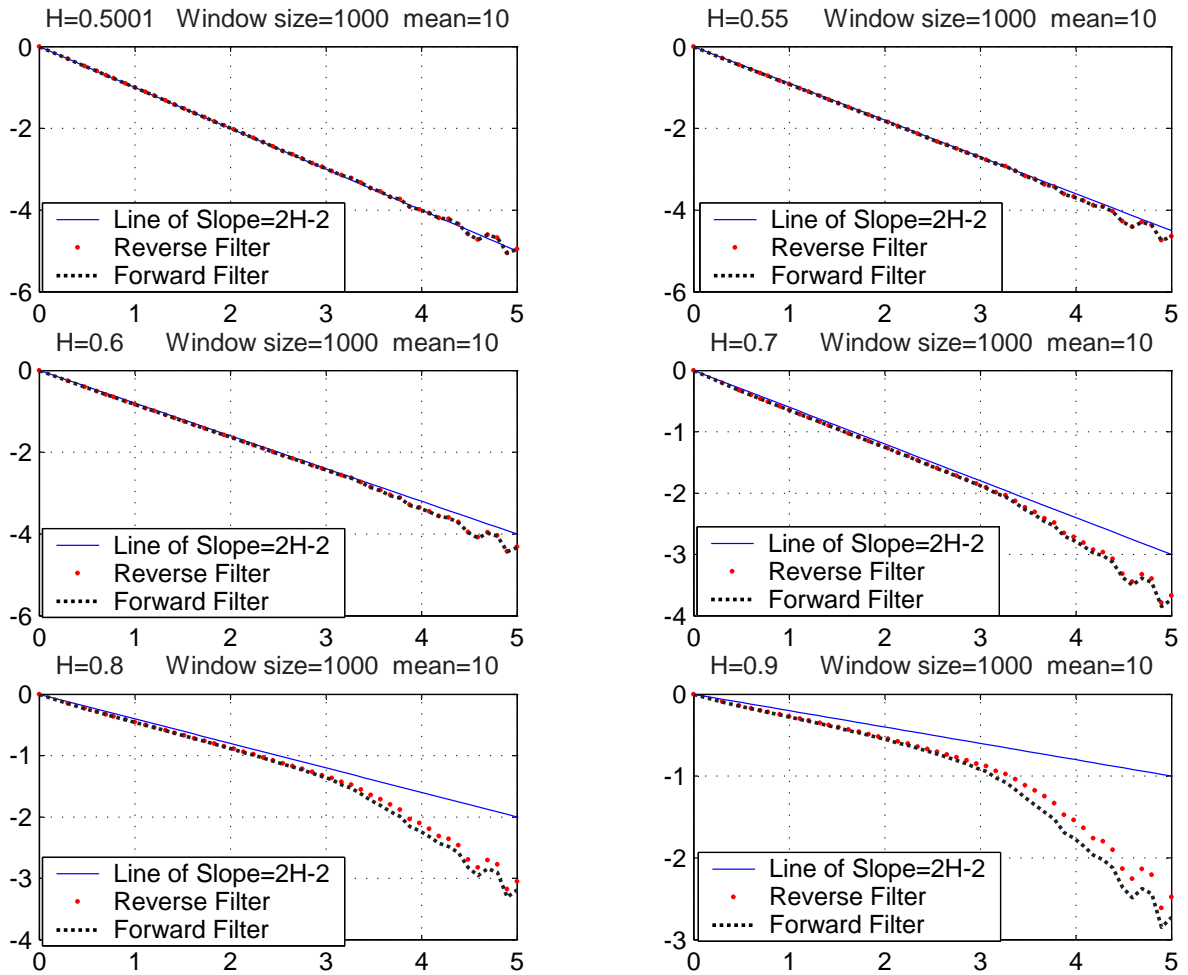 H=0.5001 Window size=1000 mean=10
0
-2
-4
-6
Line of Slope=2H-2
Reverse Filter
Forward Filter
0 1 2 3 4 5
H=0.55 Window size=1000 mean=10
0
-2
-4
-6
Line of Slope=2H-2
Reverse Filter
Forward Filter
0 1 2 3 4 5
H=0.6 Window size=1000 mean=10
0
-2
-4
-6
Line of Slope=2H-2
Reverse Filter
Forward Filter
0 1 2 3 4 5
H=0.7 Window size=1000 mean=10
0
-1
-2
-3
-4
Line of Slope=2H-2
Reverse Filter
Forward Filter
0 1 2 3 4 5
H=0.8 Window size=1000 mean=10
0
-1
-2
-3
-4
Line of Slope=2H-2
Reverse Filter
Forward Filter
0 1 2 3 4 5
H=0.9 Window size=1000 mean=10
0
-1
-2
-3
Line of Slope=2H-2
Reverse Filter
Forward Filter
0 1 2 3 4 5